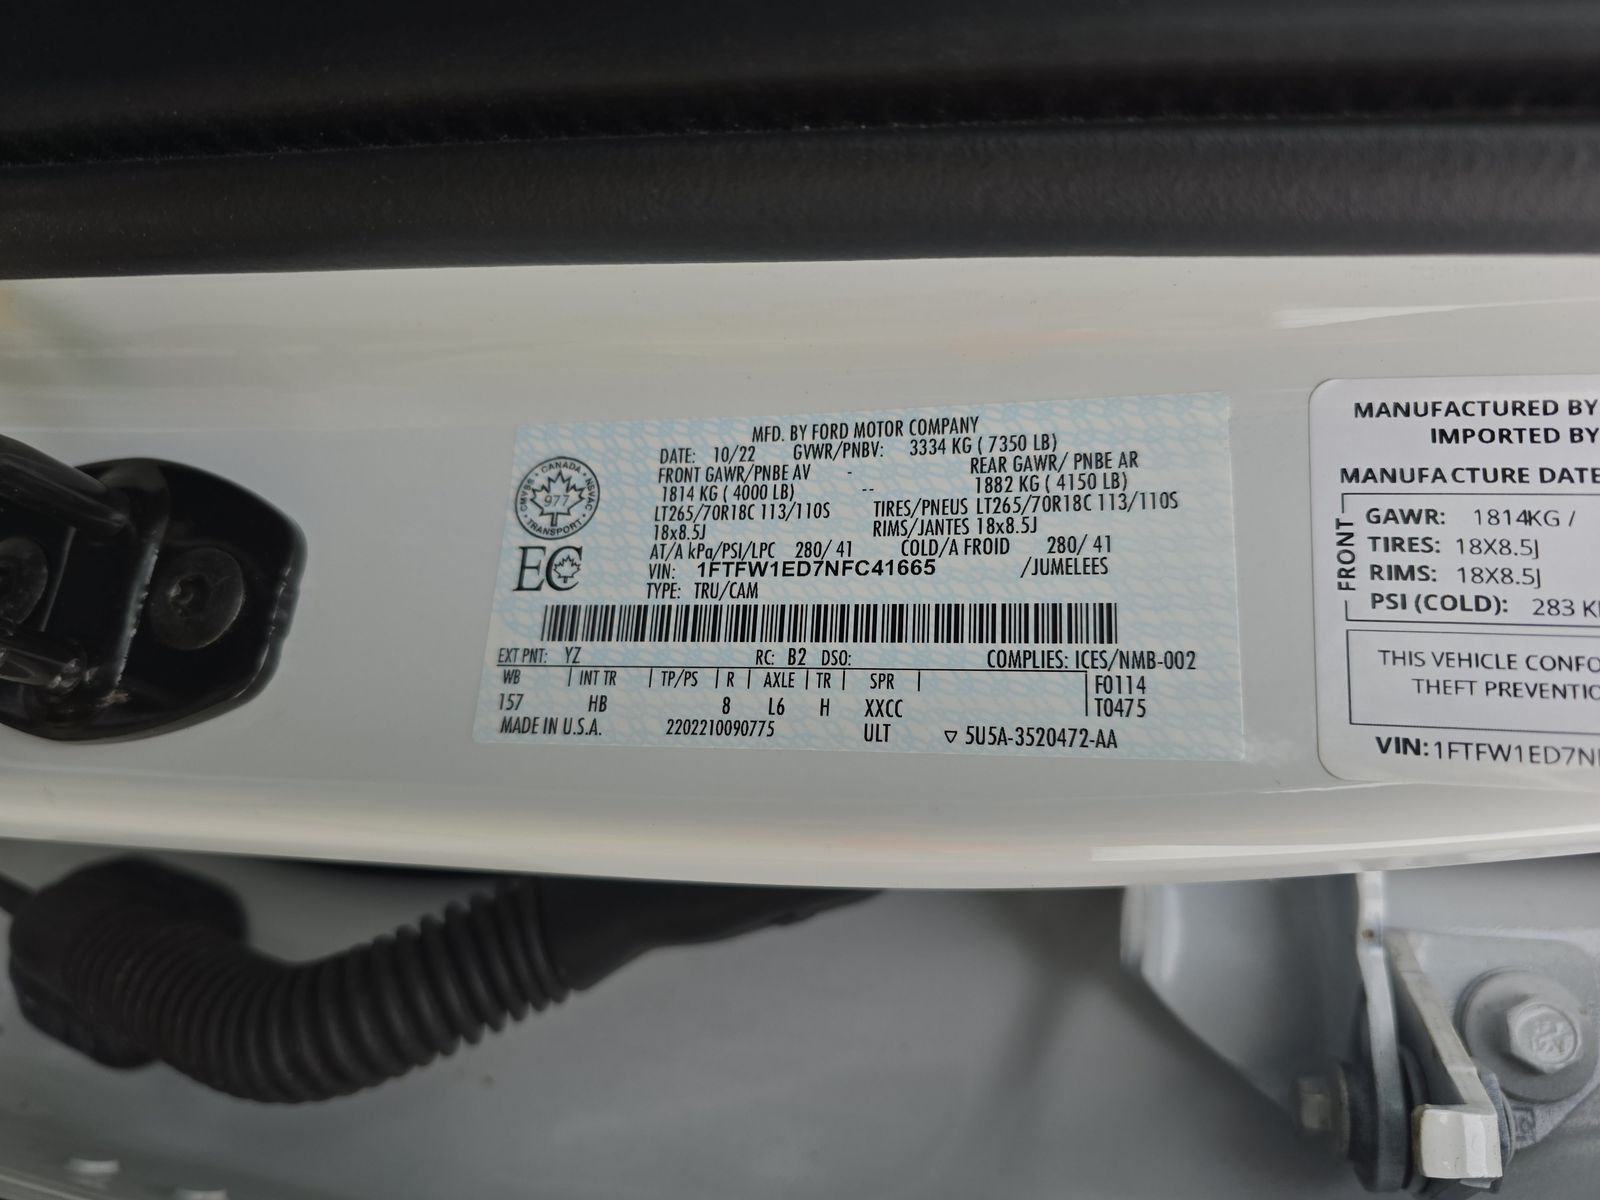 MFD. BY FORD MOTOR COMPANY
DATE: 10/22 GVWR/PNBV: 3334 KG ( 7350 LB)
FRONT GAWR/PNBE AV - REAR GAWR/ PNBE AR
1814 KG ( 4000 LB) -- 1882 KG ( 4150 LB)
LT265/70R18C 113/110S TIRES/PNEUS LT265/70R18C 113/110S
18x8.5J RIMS/JANTES 18x8.5J
AT/A kPa/PSI/LPC 280/ 41 COLD/A FROID 280/ 41
VIN: 1FTFW1ED7NFC41665 /JUMELEES
TYPE: TRU/CAM
CANADA
CMVSS NSVAC
977
TRANSPORT
EC
EXT PNT: YZ RC: B2 DSO: COMPLIES: ICES/NMB-002
WB INT TR TP/PS R AXLE TR SPR F0114
157 HB 8 L6 H XXCC T0475
MADE IN U.S.A. 2202210090775 ULT ▽ 5U5A-3520472-AA
MANUFACTURED BY
IMPORTED BY
MANUFACTURE DATE
FRONT
GAWR: 1814KG /
TIRES: 18X8.5J
RIMS: 18X8.5J
PSI (COLD): 283 K
THIS VEHICLE CONFO
THEFT PREVENTIO
VIN: 1FTFW1ED7N